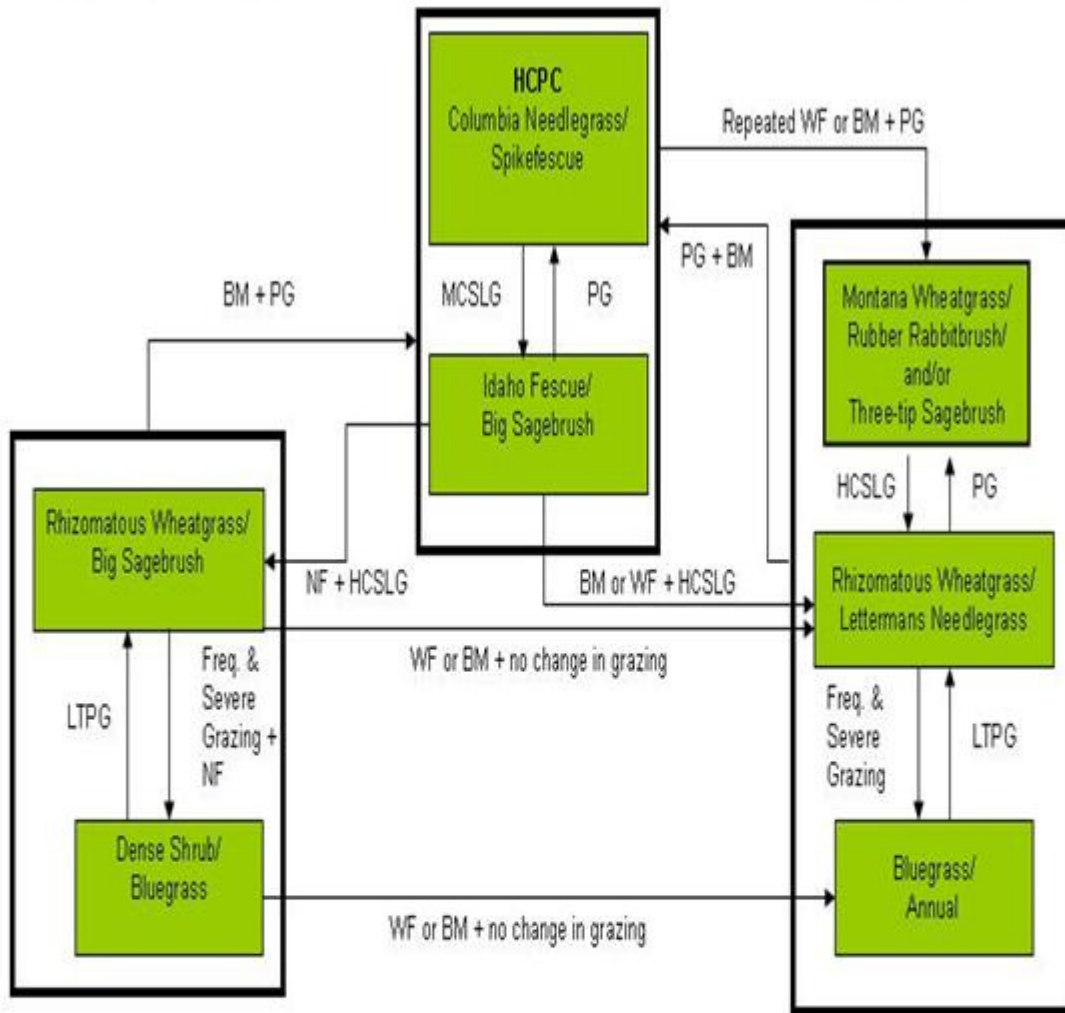 HCPC
Columbia Needlegrass/
Spikefescue
Repeated WF or BM + PG
MCSLG
PG
PG + BM
BM + PG
Idaho Fescue/
Big Sagebrush
Montana Wheatgrass/
Rubber Rabbitbrush/
and/or
Three-tip Sagebrush
HCSLG
PG
Rhizomatous Wheatgrass/
Big Sagebrush
NF + HCSLG
BM or WF + HCSLG
Rhizomatous Wheatgrass/
Lettermans Needlegrass
WF or BM + no change in grazing
LTPG
Freq. &
Severe
Grazing +
NF
Freq. &
Severe
Grazing
LTPG
Dense Shrub/
Bluegrass
WF or BM + no change in grazing
Bluegrass/
Annual